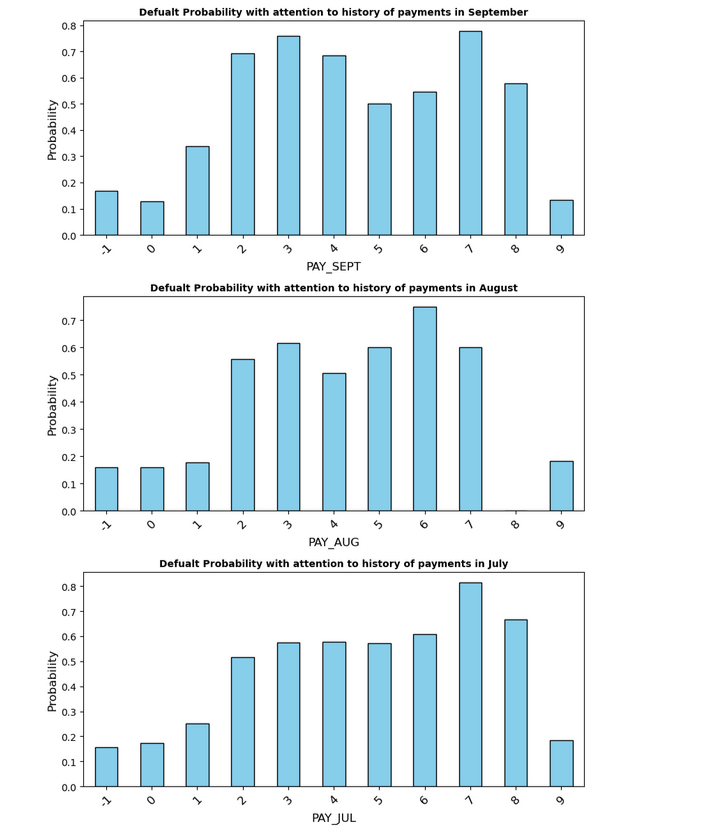 Defualt Probability with attention to history of payments in September
Probability
0.8
0.7
0.6
0.5
0.4
0.3
0.2
0.1
0.0
-1 0 1 2 3 4 5 6 7 8 9
PAY_SEPT
Defualt Probability with attention to history of payments in August
Probability
0.7
0.6
0.5
0.4
0.3
0.2
0.1
0.0
-1 0 1 2 3 4 5 6 7 8 9
PAY_AUG
Defualt Probability with attention to history of payments in July
Probability
0.8
0.7
0.6
0.5
0.4
0.3
0.2
0.1
0.0
-1 0 1 2 3 4 5 6 7 8 9
PAY_JUL